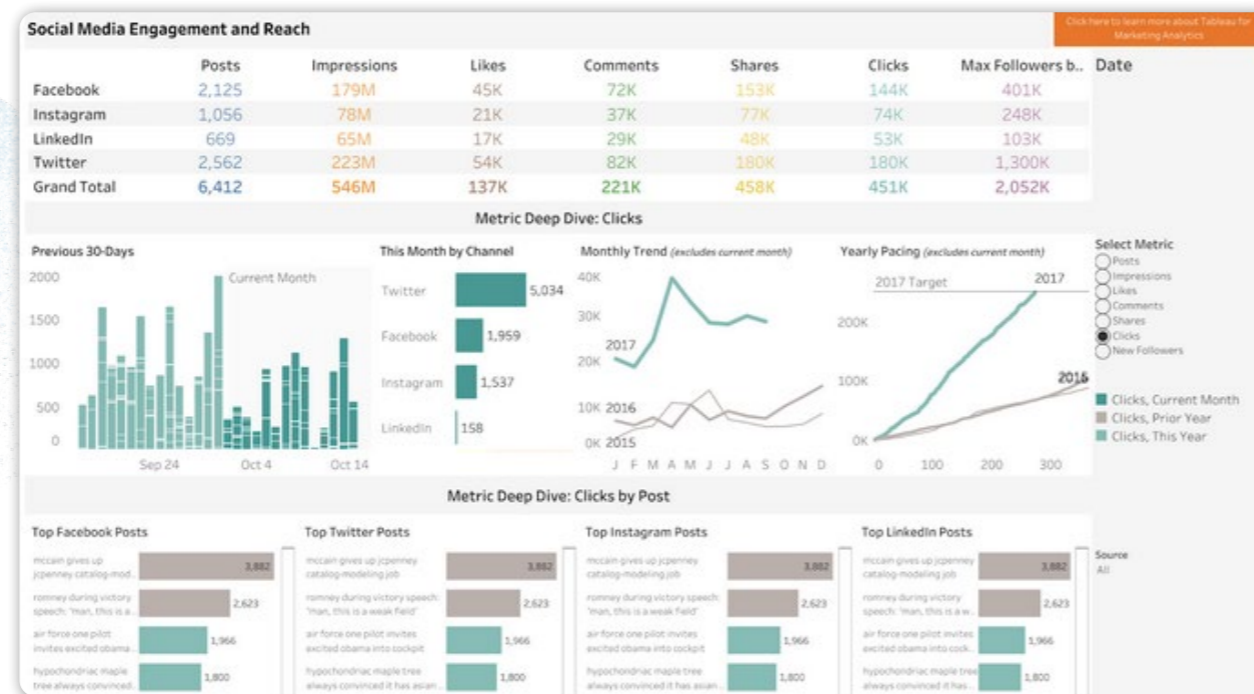 Social Media Engagement and Reach
Click here to learn more about Tableau for
Marketing Analytics
Posts Impressions Likes Comments Shares Clicks Max Followers b.. Date
Facebook 2,125 179M 45K 72K 153K 144K 401K
Instagram 1,056 78M 21K 37K 77K 74K 248K
LinkedIn 669 65M 17K 29K 48K 53K 103K
Twitter 2,562 223M 54K 82K 180K 180K 1,300K
Grand Total 6,412 546M 137K 221K 458K 451K 2,052K
Metric Deep Dive: Clicks
Previous 30-Days
2000
Current Month
1500
1000
500
0
Sep 24 Oct 4 Oct 14
This Month by Channel
Twitter 5,034
Facebook 1,959
Instagram 1,537
LinkedIn 158
Monthly Trend (excludes current month)
40K
30K
2017
20K
10K 2016
0K 2015
J F M A M J J A S O N D
Yearly Pacing (excludes current month)
2017 Target 2017
200K
100K
2015
0K
0 100 200 300
Select Metric
Posts
Impressions
Likes
Comments
Shares
Clicks
New Followers
Clicks, Current Month
Clicks, Prior Year
Clicks, This Year
Metric Deep Dive: Clicks by Post
Top Facebook Posts
mccain gives up
jcpenney catalog-mod.. 3,882
romney during victory
speech: "man, this is a.. 2,623
air force one pilot
invites excited obama .. 1,966
hypochondriac maple
tree always convinced.. 1,800
Top Twitter Posts
mccain gives up jcpenney
catalog-modeling job 3,882
romney during victory speech:
"man, this is a weak field" 2,623
air force one pilot invites
excited obama into cockpit 1,966
hypochondriac maple tree
always convinced it has asian .. 1,800
Top Instagram Posts
mccain gives up jcpenney
catalog-modeling job 3,882
romney during victory speech:
"man, this is a weak field" 2,623
air force one pilot invites
excited obama into cockpit 1,966
hypochondriac maple tree
always convinced it has asian .. 1,800
Top LinkedIn Posts
mccain gives up jcpenney
catalog-modeling job 3,882
romney during victory
speech: "man, this is a w.. 2,623
air force one pilot invites
excited obama into cock.. 1,966
hypochondriac maple tree
always convinced it has .. 1,800
Source
All